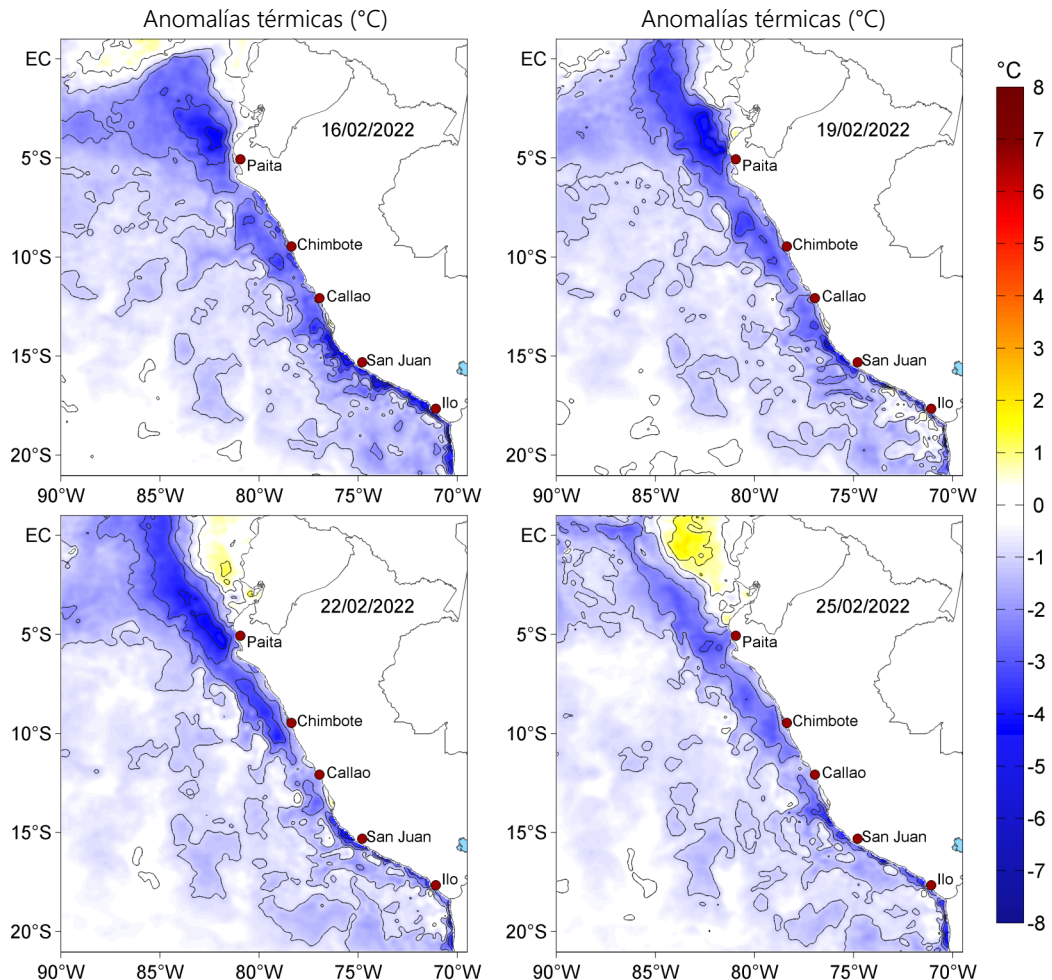 Anomalías térmicas (°C)
Anomalías térmicas (°C)
EC
5°S
10°S
15°S
20°S
90°W
85°W
80°W
75°W
70°W
16/02/2022
Paita
Chimbote
Callao
San Juan
Ilo
EC
5°S
10°S
15°S
20°S
90°W
85°W
80°W
75°W
70°W
19/02/2022
Paita
Chimbote
Callao
San Juan
Ilo
EC
5°S
10°S
15°S
20°S
90°W
85°W
80°W
75°W
70°W
22/02/2022
Paita
Chimbote
Callao
San Juan
Ilo
EC
5°S
10°S
15°S
20°S
90°W
85°W
80°W
75°W
70°W
25/02/2022
Paita
Chimbote
Callao
San Juan
Ilo
°C
8
7
6
5
4
3
2
1
0
-1
-2
-3
-4
-5
-6
-7
-8